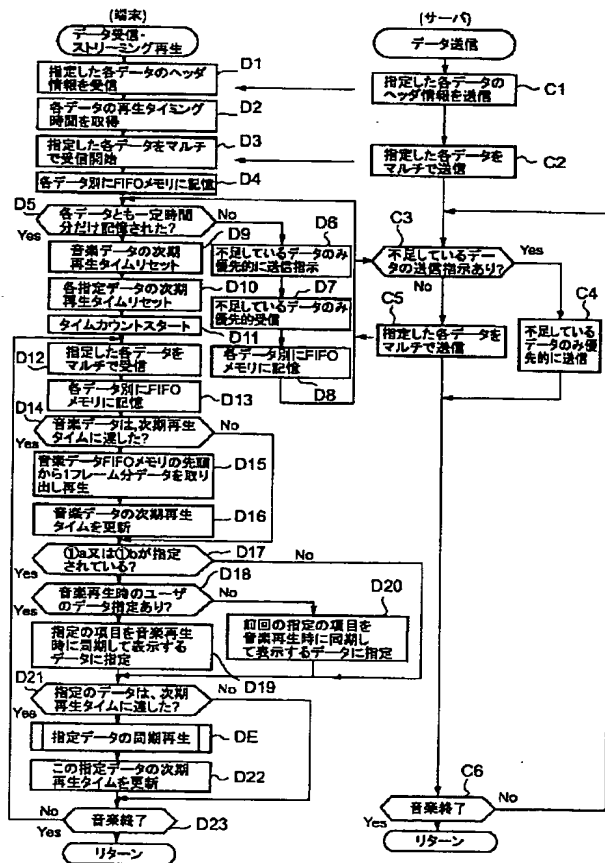 (端末)
データ受信・
ストリーミング再生
D1
指定した各データのヘッダ
情報を受信
D2
各データの再生タイミング
時間を取得
D3
指定した各データをマルチ
で受信開始
D4
各データ別にFIFOメモリに記憶
D5
各データとも一定時間
分だけ記憶された?
No
Yes
D6
不足しているデータのみ
優先的に送信指示
D7
不足しているデータのみ
優先的受信
各データ別にFIFO
メモリに記憶
D8
D9
音楽データの次期
再生タイムリセット
D10
各指定データの次期
再生タイムリセット
タイムカウントスタート
D11
D12
指定した各データを
マルチで受信
各データ別にFIFO
メモリに記憶
D13
D14
音楽データは、次期再生
タイムに達した?
No
Yes
音楽データFIFOメモリの先頭
から1フレーム分データを取り
出し再生
D15
音楽データの次期再生
タイムを更新
D16
①a又は①bが指定
されている?
D17
No
Yes
D18
音楽再生時のユーザ
のデータ指定あり?
No
Yes
D20
前回の指定の項目を
音楽再生時に同期し
て表示するデータに指定
指定の項目を音楽再生
時に同期して表示する
データに指定
D19
D21
指定のデータは、次期
再生タイムに達した?
No
Yes
指定データの同期再生
DE
この指定データの次期
再生タイムを更新
D22
No
音楽終了
D23
Yes
リターン
(サーバ)
データ送信
指定した各データの
ヘッダ情報を送信
C1
指定した各データを
マルチで送信
C2
C3
不足しているデー
タの送信指示あり?
Yes
No
C4
不足している
データのみ優
先的に送信
C5
指定した各データを
マルチで送信
C6
音楽終了
No
Yes
リターン